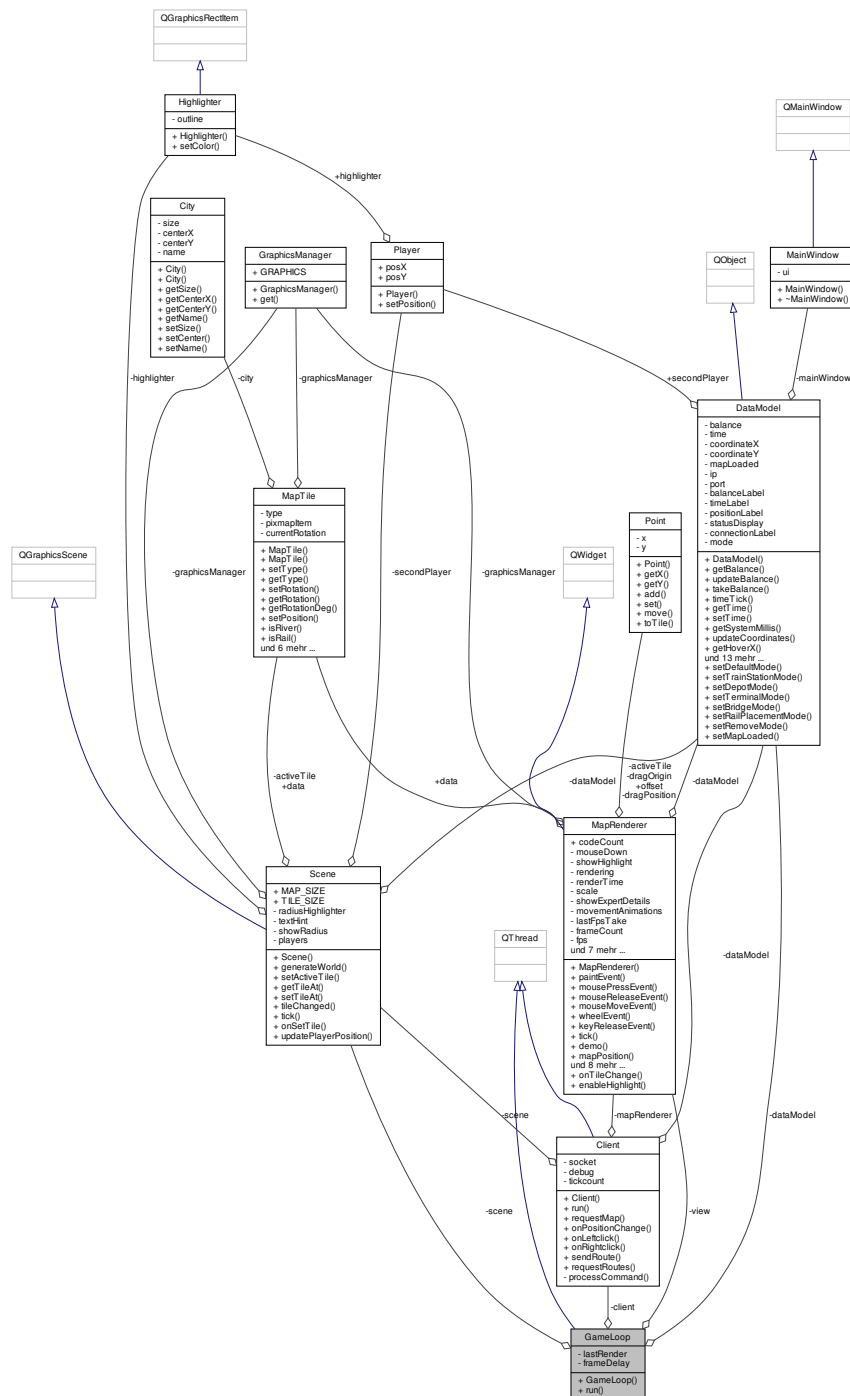 QGraphicsRectItem
Highlighter
- outline
+ Highlighter()
+ setColor()
QMainWindow
+highlighter
City
- size
- centerX
- centerY
- name
+ City()
+ City()
+ getSize()
+ getCenterX()
+ getCenterY()
+ getName()
+ setSize()
+ setCenter()
+ setName()
GraphicsManager
+ GRAPHICS
+ GraphicsManager()
+ get()
Player
+ posX
+ posY
+ Player()
+ setPosition()
QObject
MainWindow
- ui
+ MainWindow()
+ ~MainWindow()
-highlighter
-city
-graphicsManager
+secondPlayer
-mainWindow
DataModel
- balance
- time
- coordinateX
- coordinateY
- mapLoaded
- ip
- port
- balanceLabel
- timeLabel
- positionLabel
- statusDisplay
- connectionLabel
- mode
+ DataModel()
+ getBalance()
+ updateBalance()
+ takeBalance()
+ timeTick()
+ getTime()
+ setTime()
+ getSystemMillis()
+ updateCoordinates()
+ getHoverX()
und 13 mehr ...
+ setDefaultMode()
+ setTrainStationMode()
+ setDepotMode()
+ setTerminalMode()
+ setBridgeMode()
+ setRailPlacementMode()
+ setRemoveMode()
+ setMapLoaded()
MapTile
- type
- pixmapItem
- currentRotation
+ MapTile()
+ MapTile()
+ setType()
+ getType()
+ setRotation()
+ getRotation()
+ getRotationDeg()
+ setPosition()
+ isRiver()
+ isRail()
und 6 mehr ...
Point
- x
- y
+ Point()
+ getX()
+ getY()
+ add()
+ set()
+ move()
+ toTile()
QGraphicsScene
-graphicsManager
-secondPlayer
-graphicsManager
QWidget
-activeTile
+data
+data
-dataModel
-activeTile
-dragOrigin
+offset
-dragPosition
-dataModel
MapRenderer
+ codeCount
- mouseDown
- showHighlight
- rendering
- renderTime
- scale
- showExpertDetails
- movementAnimations
- lastFpsTake
- frameCount
- fps
und 7 mehr ...
+ MapRenderer()
+ paintEvent()
+ mousePressEvent()
+ mouseReleaseEvent()
+ mouseMoveEvent()
+ wheelEvent()
+ keyReleaseEvent()
+ tick()
+ demo()
+ mapPosition()
und 8 mehr ...
+ onTileChange()
+ enableHighlight()
Scene
+ MAP_SIZE
+ TILE_SIZE
- radiusHighlighter
- textHint
- showRadius
- players
+ Scene()
+ generateWorld()
+ setActiveTile()
+ getTileAt()
+ setTileAt()
+ tileChanged()
+ tick()
+ onSetTile()
+ updatePlayerPosition()
QThread
-dataModel
-scene
-mapRenderer
-dataModel
Client
- socket
- debug
- tickcount
+ Client()
+ run()
+ requestMap()
+ onPositionChange()
+ onLeftclick()
+ onRightclick()
+ sendRoute()
+ requestRoutes()
- processCommand()
-scene
-view
-client
GameLoop
- lastRender
- frameDelay
+ GameLoop()
+ run()